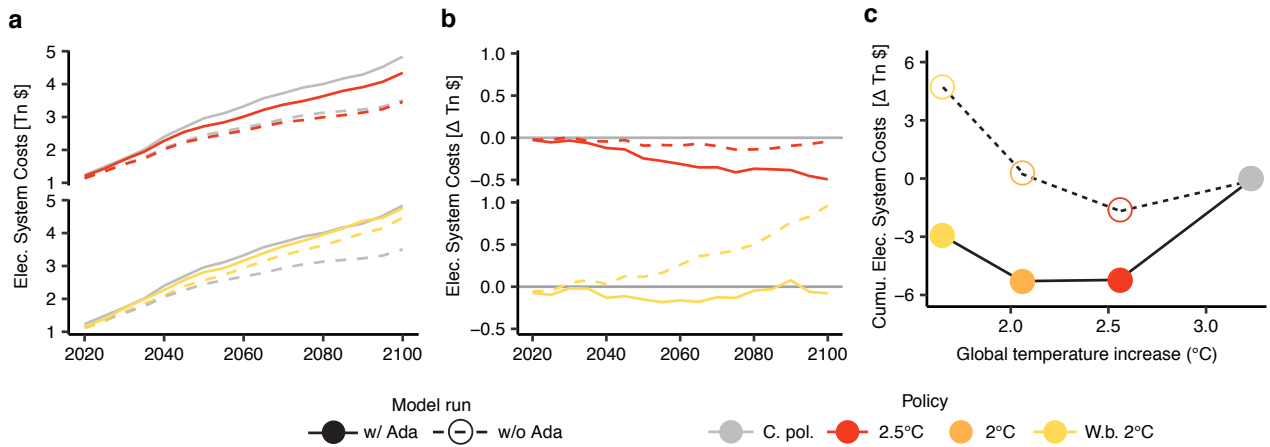 a
Elec. System Costs [Tn $]
5
4
3
2
1
5
4
3
2
1
2020 2040 2060 2080 2100
b
Elec. System Costs [Δ Tn $]
1.0
0.5
0.0
−0.5
1.0
0.5
0.0
−0.5
2020 2040 2060 2080 2100
c
Cumu. Elec. System Costs [Δ Tn $]
6
3
0
−3
−6
2.0 2.5 3.0
Global temperature increase (°C)
Model run
w/ Ada w/o Ada
Policy
C. pol. 2.5°C 2°C W.b. 2°C